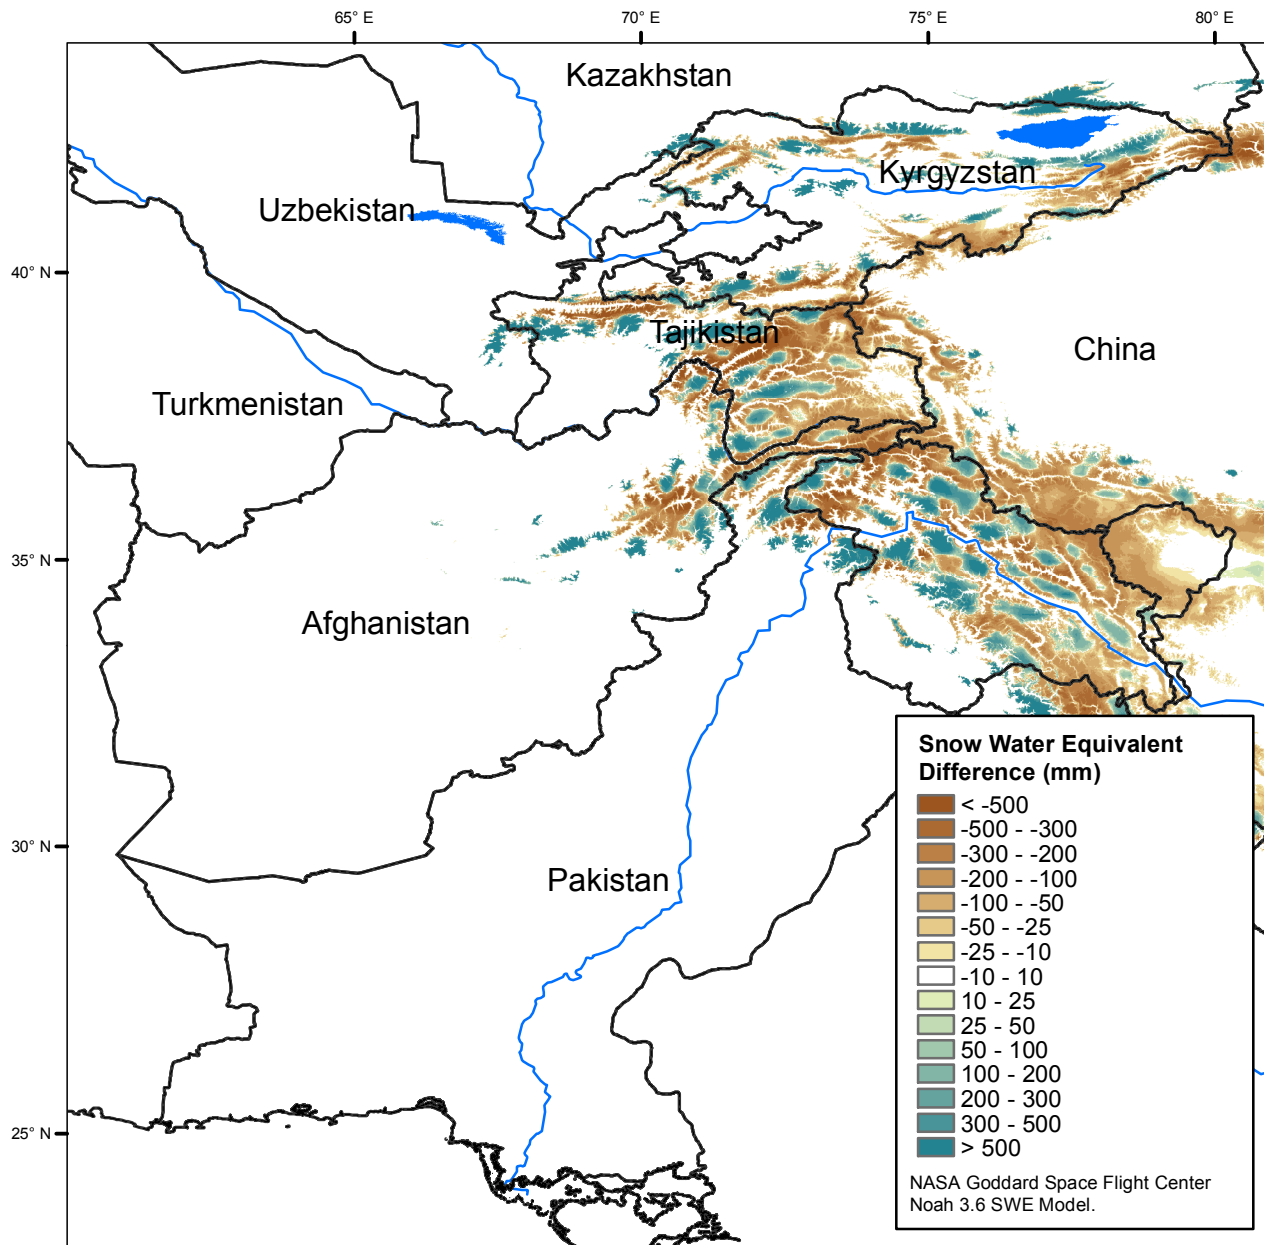 65° E
70° E
75° E
80° E
Kazakhstan
Kyrgyzstan
Uzbekistan
40° N
Tajikistan
China
Turkmenistan
35° N
Afghanistan
30° N
Pakistan
25° N
Snow Water Equivalent
Difference (mm)
< -500
-500 - -300
-300 - -200
-200 - -100
-100 - -50
-50 - -25
-25 - -10
-10 - 10
10 - 25
25 - 50
50 - 100
100 - 200
200 - 300
300 - 500
> 500
NASA Goddard Space Flight Center
Noah 3.6 SWE Model.